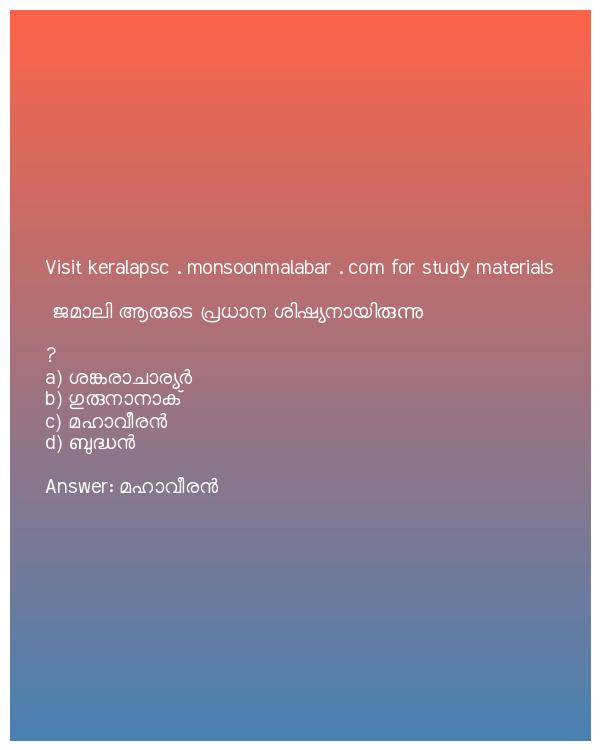 Visit keralapsc .monsoonmalabar .com for study materials
ജമാലി ആരുടെ പ്രധാന ശിഷ്യനായിരുന്നു
?
a) ശങ്കരാചാര്യർ
b) ഗുരുനാനാക്
c) മഹാവീരൻ
d) ബുദ്ധൻ
Answer: മഹാവീരൻ